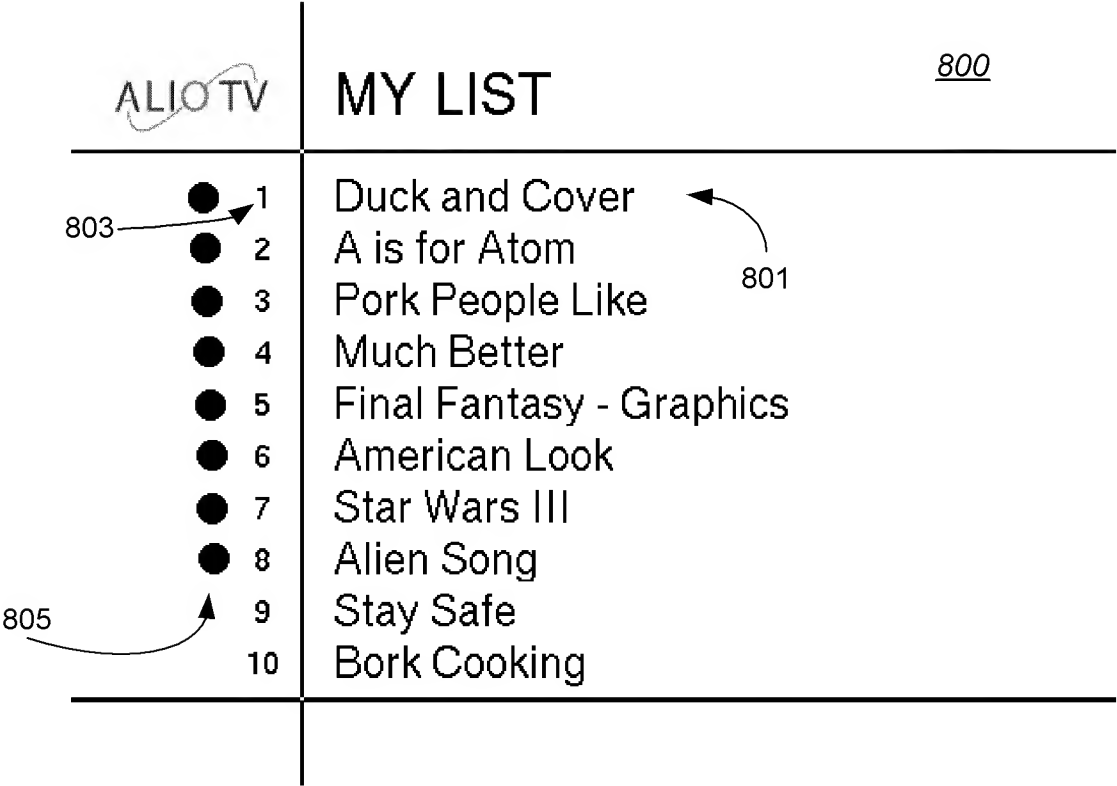 800
ALIO TV MY LIST
1 Duck and Cover
803
2 A is for Atom
801
3 Pork People Like
4 Much Better
5 Final Fantasy - Graphics
6 American Look
7 Star Wars III
8 Alien Song
805
9 Stay Safe
10 Bork Cooking